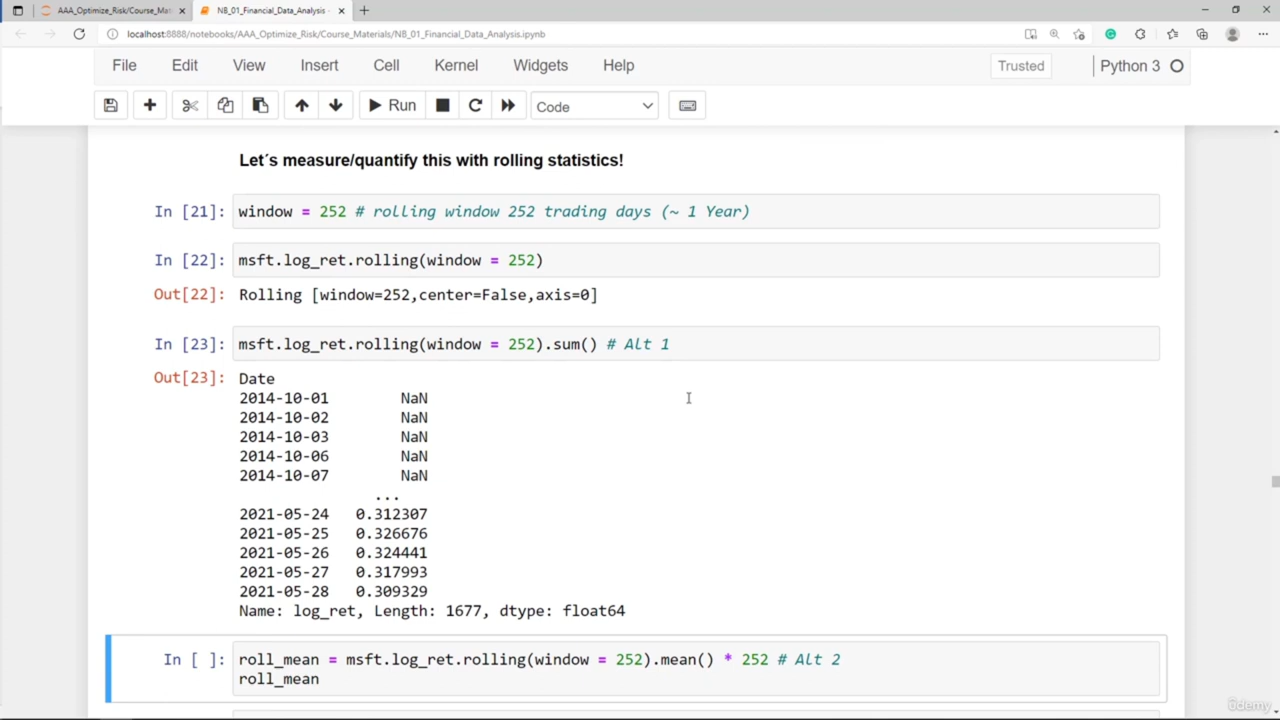 AAA_Optimize_Risk/Course_Mat
NB_01_Financial_Data_Analysis -
localhost:8888/notebooks/AAA_Optimize_Risk/Course_Materials/NB_01_Financial_Data_Analysis.ipynb
File Edit View Insert Cell Kernel Widgets Help Trusted Python 3
Run Code
Let´s measure/quantify this with rolling statistics!
In [21]: window = 252 # rolling window 252 trading days (~ 1 Year)
In [22]: msft.log_ret.rolling(window = 252)
Out[22]: Rolling [window=252,center=False,axis=0]
In [23]: msft.log_ret.rolling(window = 252).sum() # Alt 1
Out[23]: Date
2014-10-01 NaN
2014-10-02 NaN
2014-10-03 NaN
2014-10-06 NaN
2014-10-07 NaN
...
2021-05-24 0.312307
2021-05-25 0.326676
2021-05-26 0.324441
2021-05-27 0.317993
2021-05-28 0.309329
Name: log_ret, Length: 1677, dtype: float64
In [ ]: roll_mean = msft.log_ret.rolling(window = 252).mean() * 252 # Alt 2
roll_mean
ûdemy